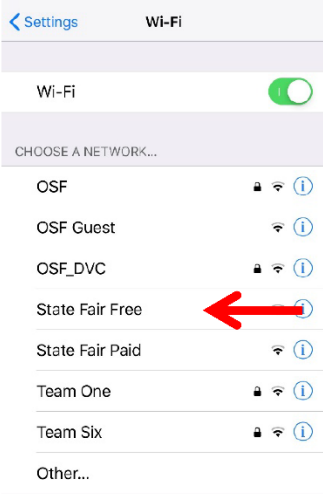 Settings
Wi-Fi
Wi-Fi
CHOOSE A NETWORK...
OSF
OSF Guest
OSF_DVC
State Fair Free
State Fair Paid
Team One
Team Six
Other...